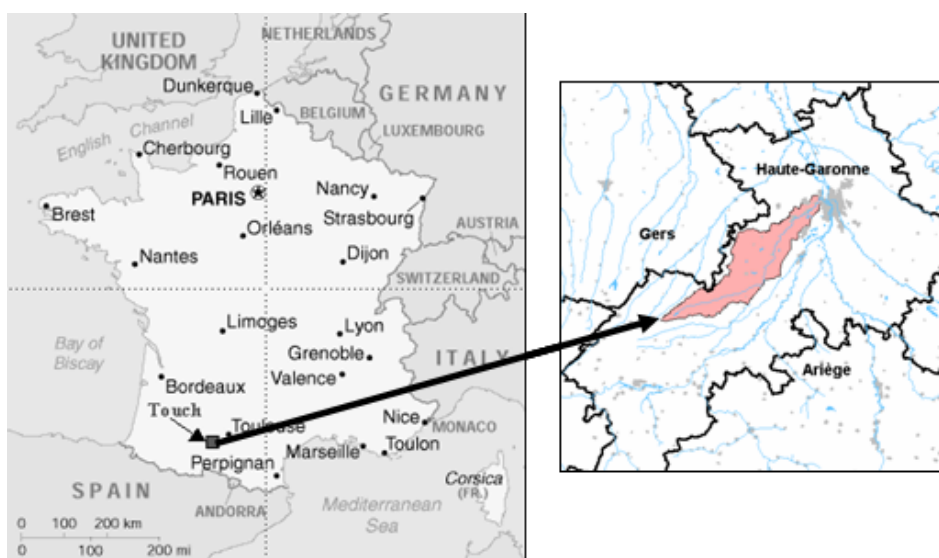 UNITED
KINGDOM
NETHERLANDS
Dunkerque
GERMANY
Lille
BELGIUM
LUXEMBOURG
English Channel
Cherbourg
Rouen
PARIS
Nancy
Strasbourg
Brest
Orléans
AUSTRIA
Nantes
Dijon
SWITZERLAND
Limoges
Lyon
Bay of
Biscay
Grenoble
ITALY
Valence
Bordeaux
Touch
Toulouse
Nice
MONACO
Marseille
Toulon
Perpignan
Corsica
(FR.)
SPAIN
ANDORRA
Mediterranean
Sea
0 100 200 km
0 100 200 mi
Haute-Garonne
Gers
Ariège